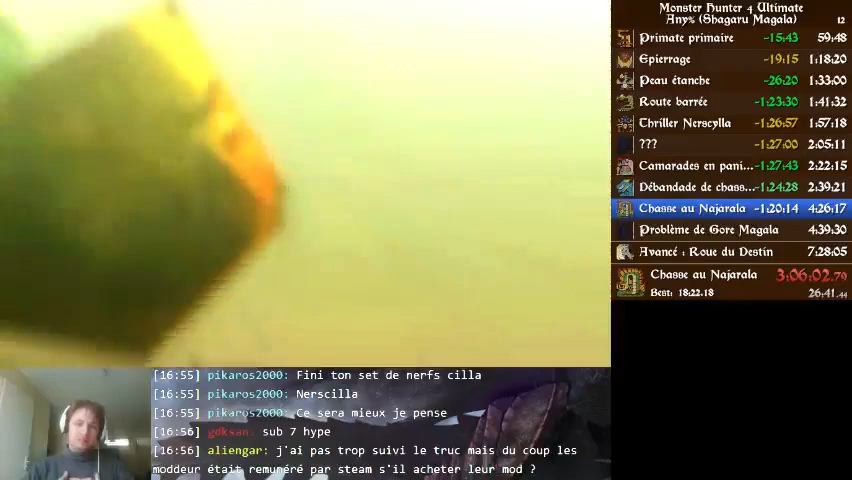 Monster Hunter 4 Ultimate
Any% (Shagaru Magala) 12
Primate primaire -15:43 59:48
Epierrage -19:15 1:18:20
Peau étanche -26:20 1:33:00
Route barrée -1:23:30 1:41:32
Thriller Nerscylla -1:26:57 1:57:18
??? -1:27:00 2:05:11
Camarades en pani... -1:27:43 2:22:15
Débandade de chass... -1:24:28 2:39:21
Chasse au Najarala -1:20:14 4:26:17
Problème de Gore Magala 4:39:30
Avancé : Roue du Destin 7:28:05
Chasse au Najarala 3:06:02.79
Best: 18:22.18 26:41.44
[16:55] pikaros2000: Fini ton set de nerfs cilla
[16:55] pikaros2000: Nerscilla
[16:55] pikaros2000: Ce sera mieux je pense
[16:56] gdksan: sub 7 hype
[16:56] aliengar: j'ai pas trop suivi le truc mais du coup les
moddeur était remunéré par steam s'il acheter leur mod ?